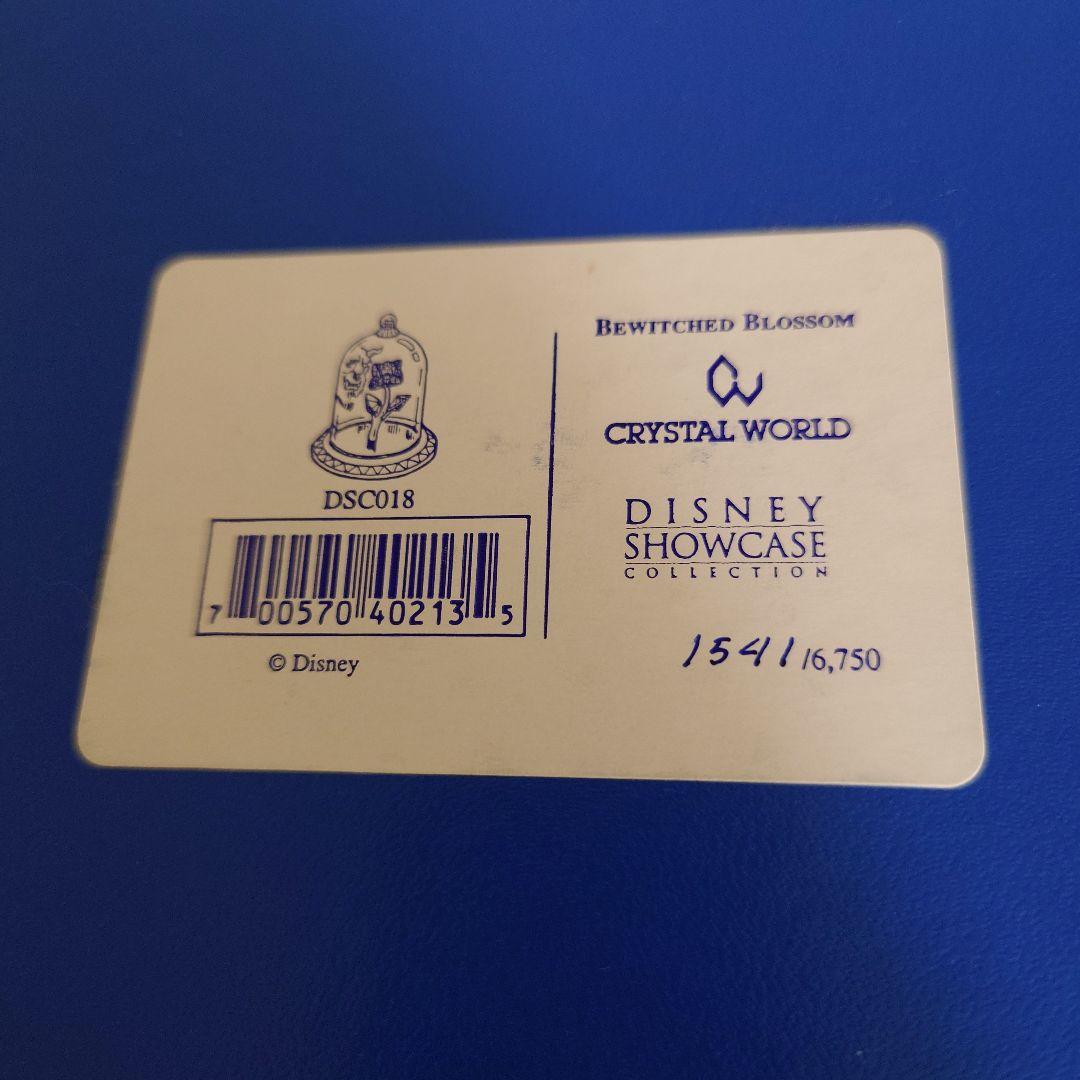 DSC018
7 00570 40213 5
© Disney
BEWITCHED BLOSSOM
CRYSTAL WORLD
DISNEY
SHOWCASE
COLLECTION
1541/6,750